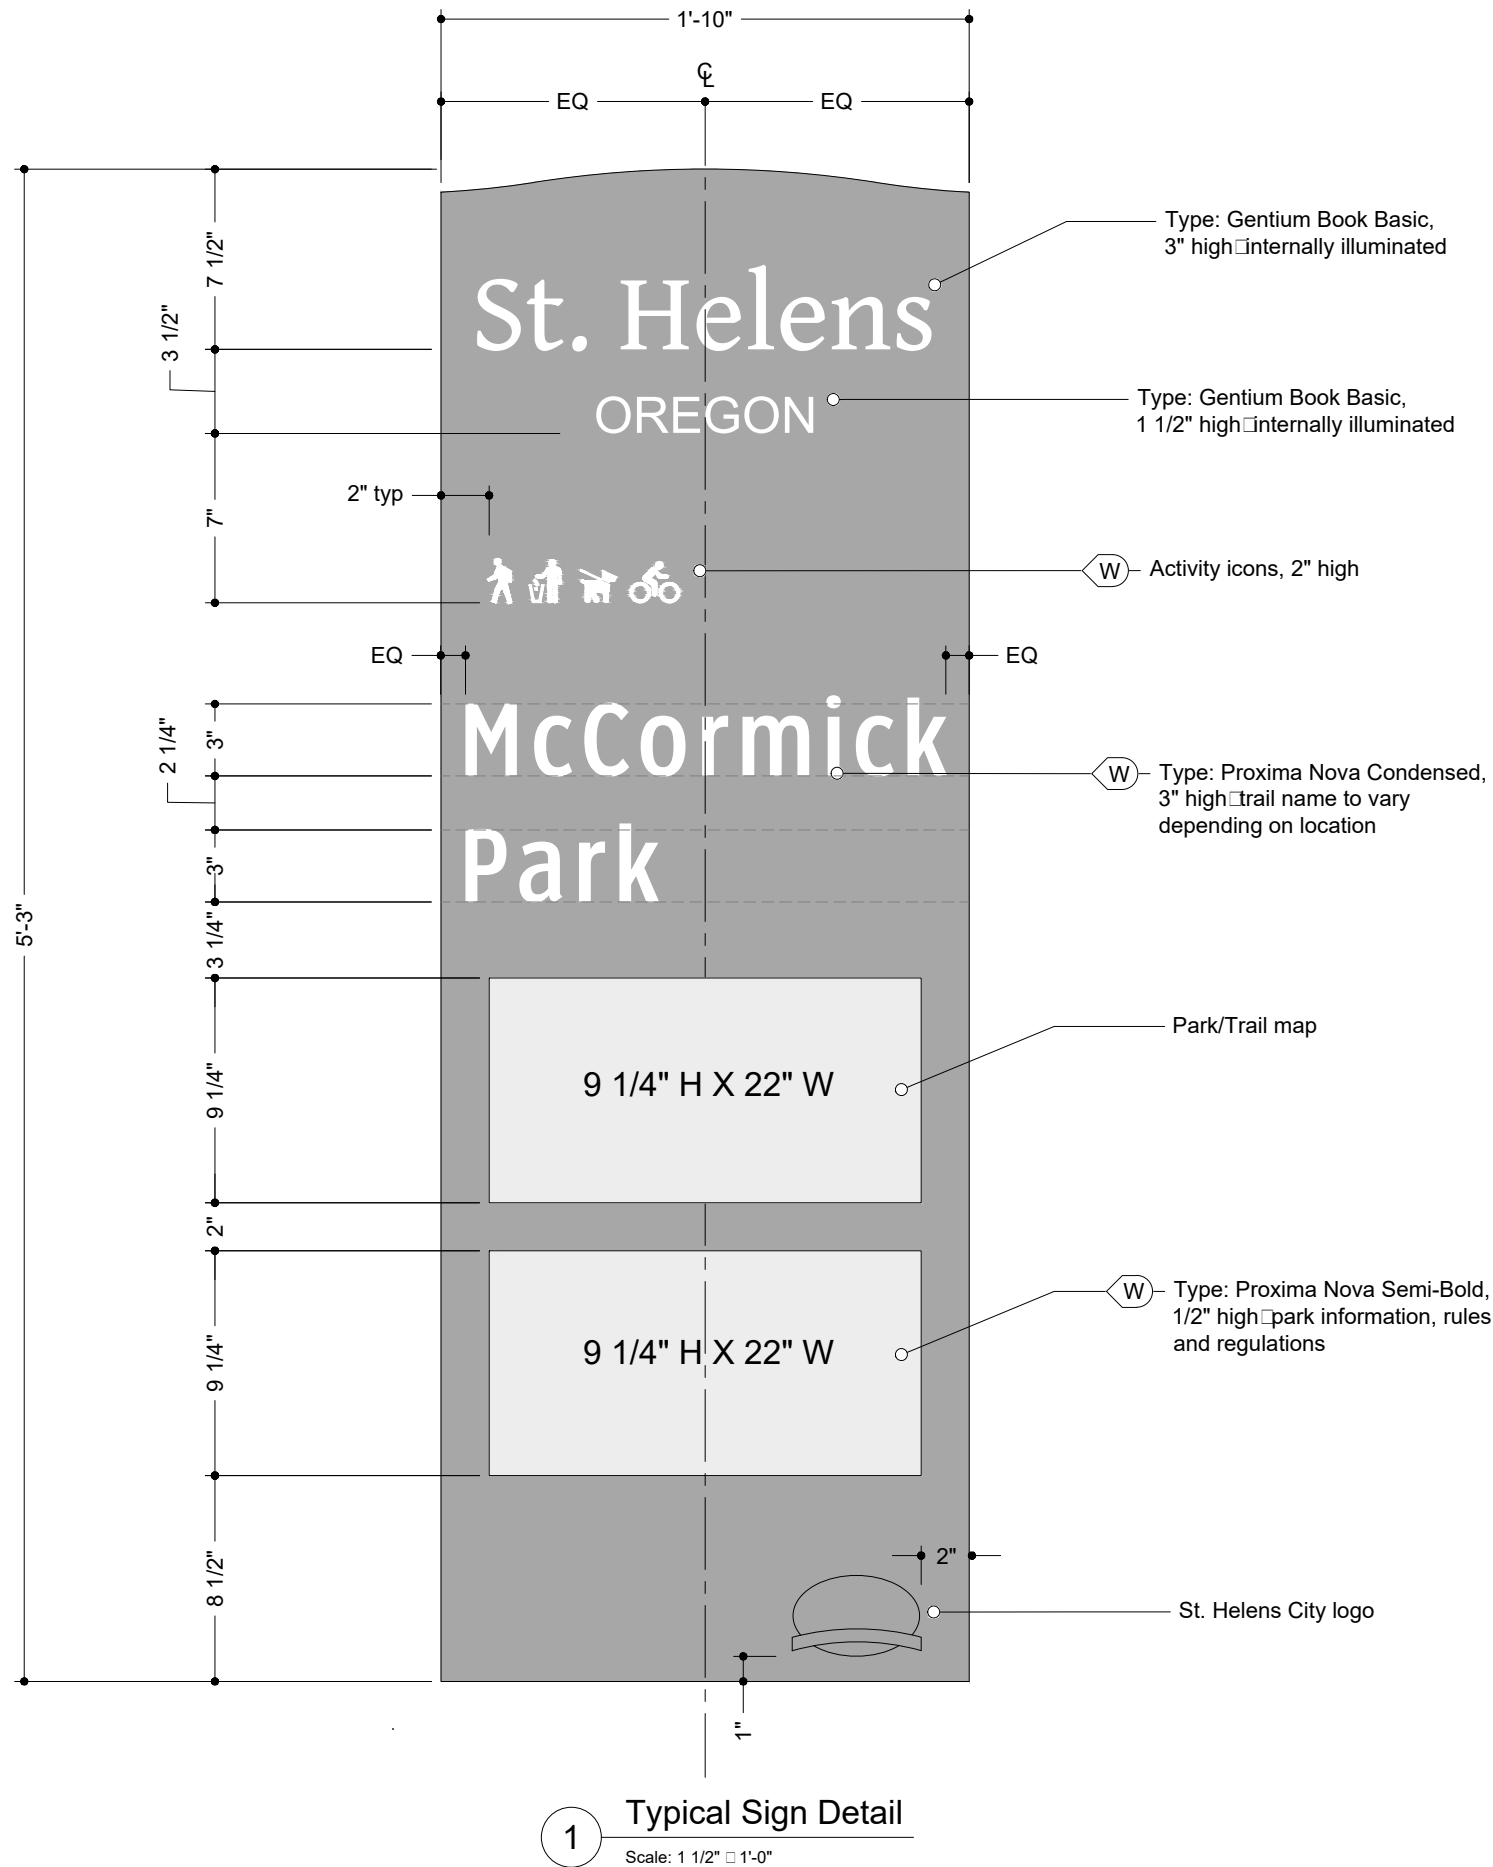 1'-10"
℄
EQ
EQ
7 1/2"
Type: Gentium Book Basic,
3" high□internally illuminated
St. Helens
3 1/2"
OREGON
Type: Gentium Book Basic,
1 1/2" high□internally illuminated
2" typ
7"
W
Activity icons, 2" high
EQ
EQ
McCormick
3"
2 1/4"
W
Type: Proxima Nova Condensed,
3" high□trail name to vary
depending on location
Park
3"
5'-3"
3 1/4"
Park/Trail map
9 1/4" H X 22" W
9 1/4"
2"
W
Type: Proxima Nova Semi-Bold,
1/2" high□park information, rules
and regulations
9 1/4" H X 22" W
9 1/4"
8 1/2"
2"
St. Helens City logo
1"
1
Typical Sign Detail
Scale: 1 1/2" □ 1'-0"